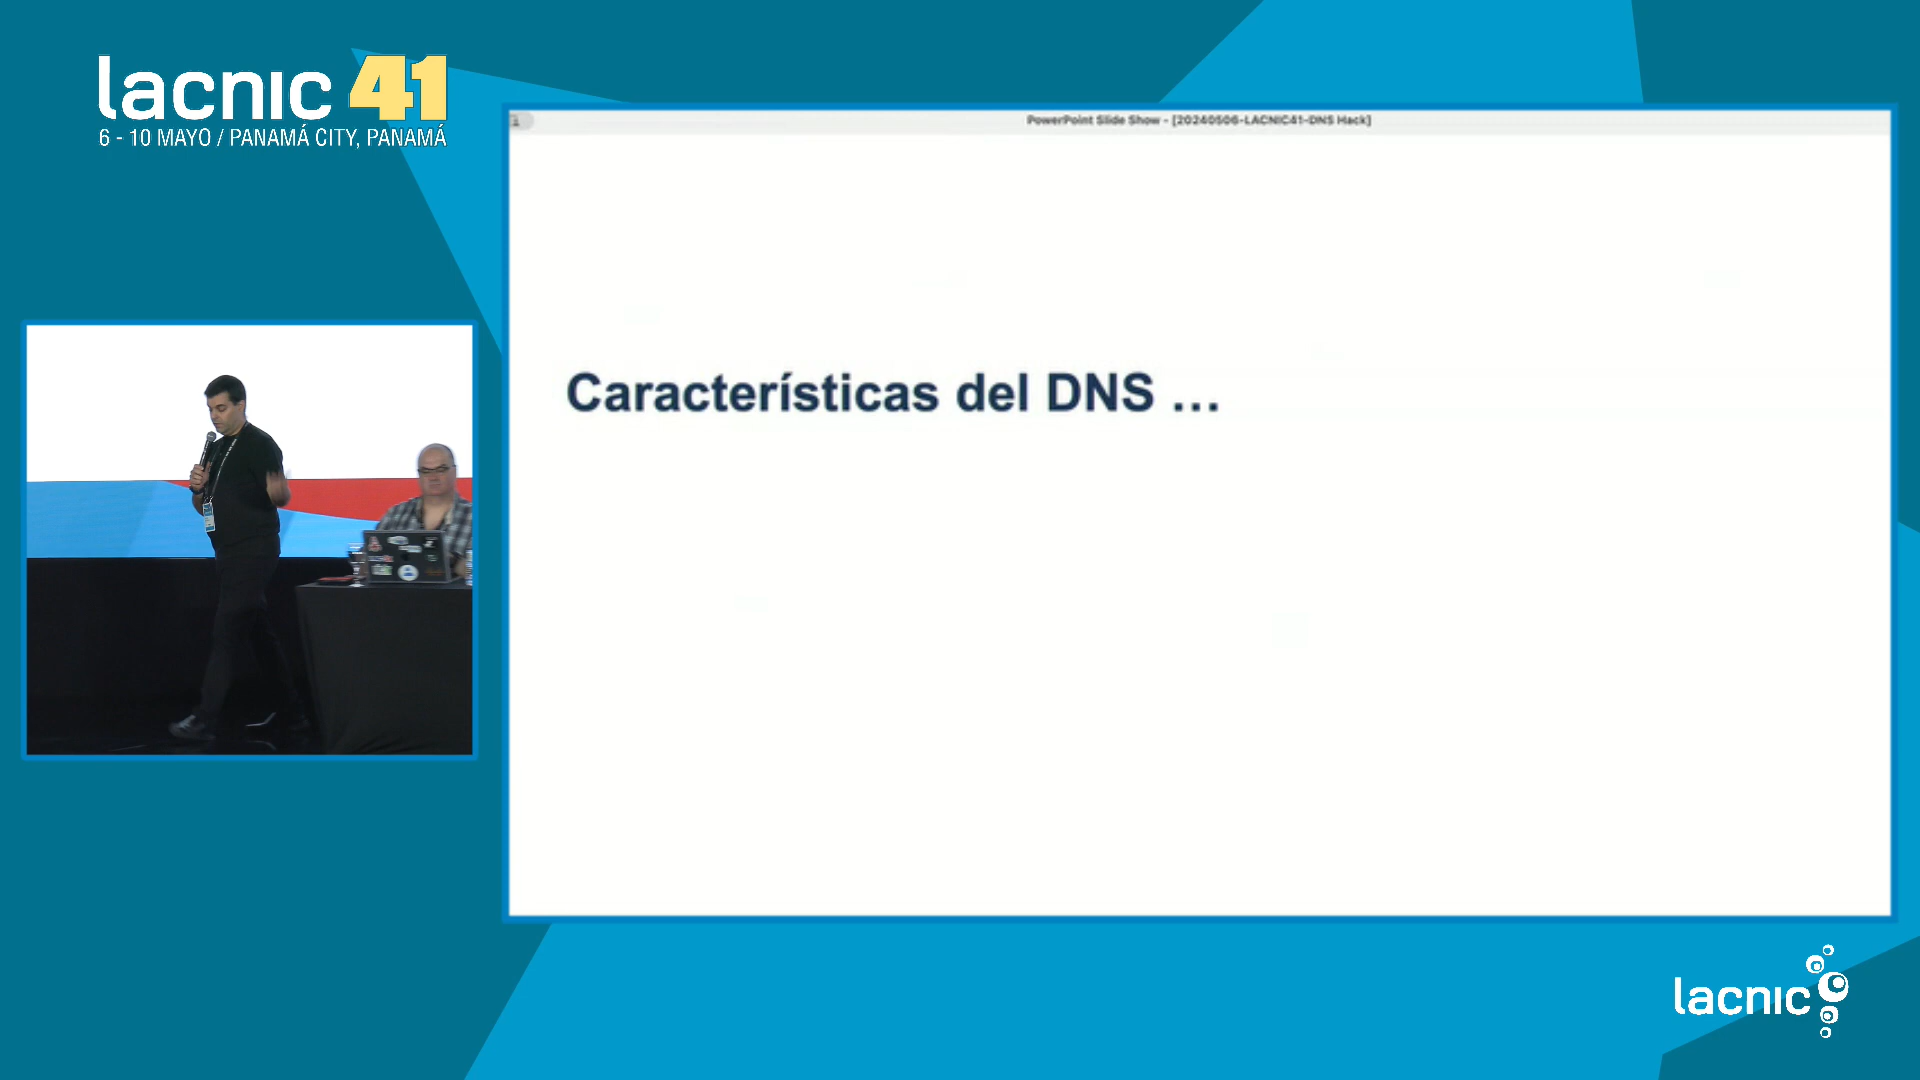 lacnic 41
6 - 10 MAYO / PANAMÁ CITY, PANAMÁ
PowerPoint Slide Show - [20240506-LACNIC41-DNS Hack]
Características del DNS ...
lacnic